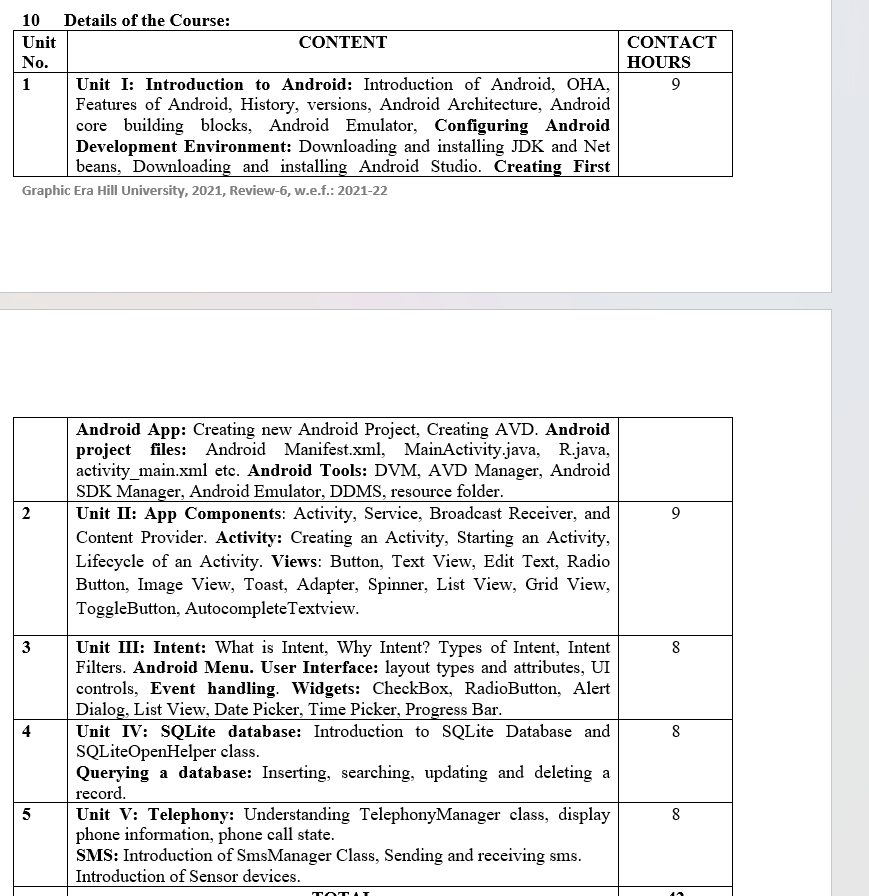 10 Details of the Course:
Unit No. CONTENT CONTACT HOURS
1 Unit I: Introduction to Android: Introduction of Android, OHA, 9
Features of Android, History, versions, Android Architecture, Android
core building blocks, Android Emulator, Configuring Android
Development Environment: Downloading and installing JDK and Net
beans, Downloading and installing Android Studio. Creating First
Graphic Era Hill University, 2021, Review-6, w.e.f.: 2021-22
Android App: Creating new Android Project, Creating AVD. Android
project files: Android Manifest.xml, MainActivity.java, R.java,
activity_main.xml etc. Android Tools: DVM, AVD Manager, Android
SDK Manager, Android Emulator, DDMS, resource folder.
2 Unit II: App Components: Activity, Service, Broadcast Receiver, and 9
Content Provider. Activity: Creating an Activity, Starting an Activity,
Lifecycle of an Activity. Views: Button, Text View, Edit Text, Radio
Button, Image View, Toast, Adapter, Spinner, List View, Grid View,
ToggleButton, AutocompleteTextview.
3 Unit III: Intent: What is Intent, Why Intent? Types of Intent, Intent 8
Filters. Android Menu. User Interface: layout types and attributes, UI
controls, Event handling. Widgets: CheckBox, RadioButton, Alert
Dialog, List View, Date Picker, Time Picker, Progress Bar.
4 Unit IV: SQLite database: Introduction to SQLite Database and 8
SQLiteOpenHelper class.
Querying a database: Inserting, searching, updating and deleting a
record.
5 Unit V: Telephony: Understanding TelephonyManager class, display 8
phone information, phone call state.
SMS: Introduction of SmsManager Class, Sending and receiving sms.
Introduction of Sensor devices.
TOTAL 42